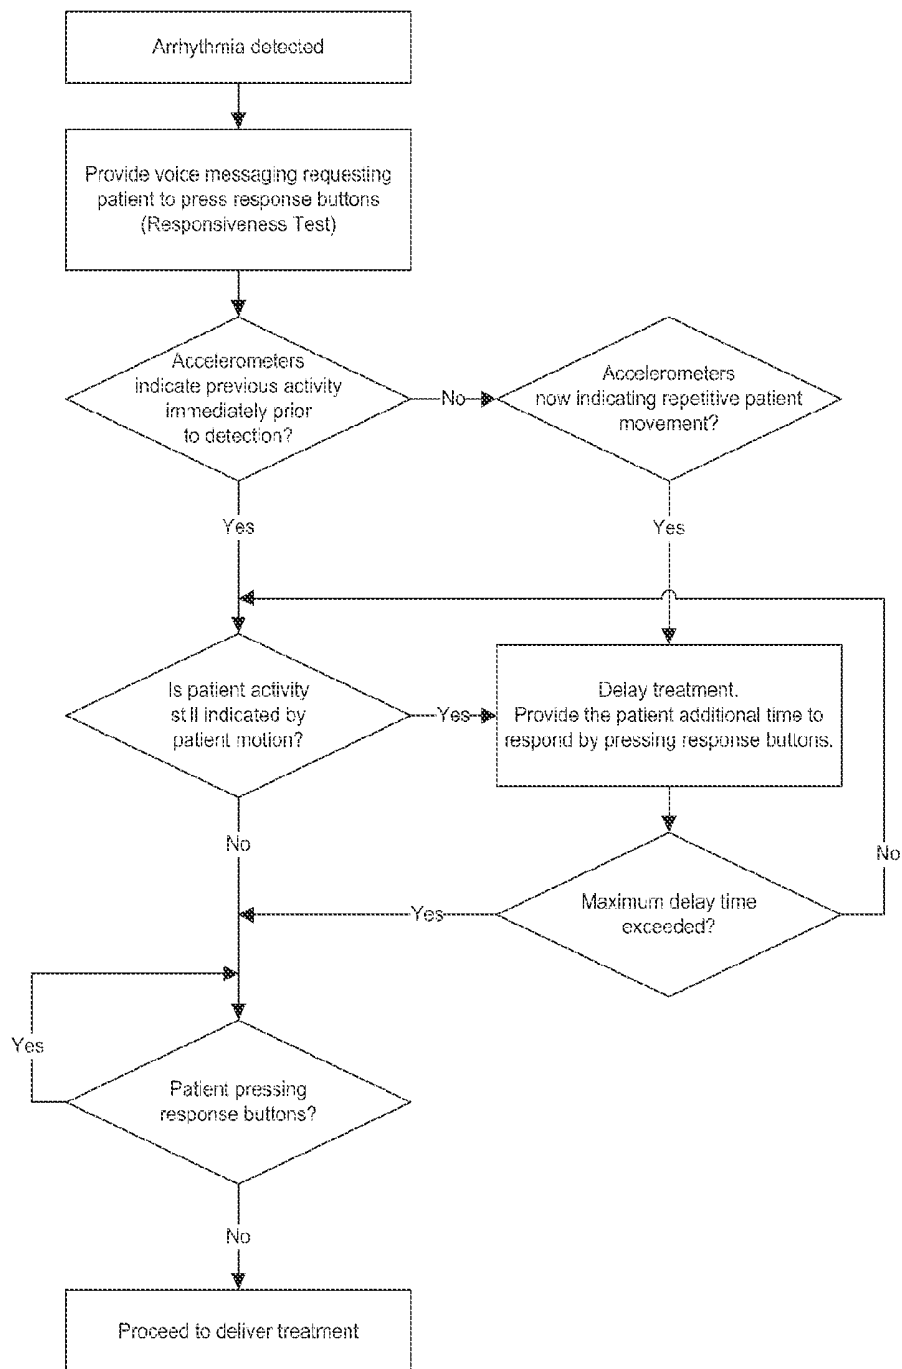 Arrhythmia detected
Provide voice messaging requesting
patient to press response buttons
(Responsiveness Test)
Accelerometers
indicate previous activity
immediately prior
to detection?
No
Accelerometers
now indicating repetitive patient
movement?
Yes
Yes
Is patient activity
still indicated by
patient motion?
Yes
Delay treatment.
Provide the patient additional time to
respond by pressing response buttons.
No
No
Maximum delay time
exceeded?
Yes
Yes
Patient pressing
response buttons?
No
Proceed to deliver treatment